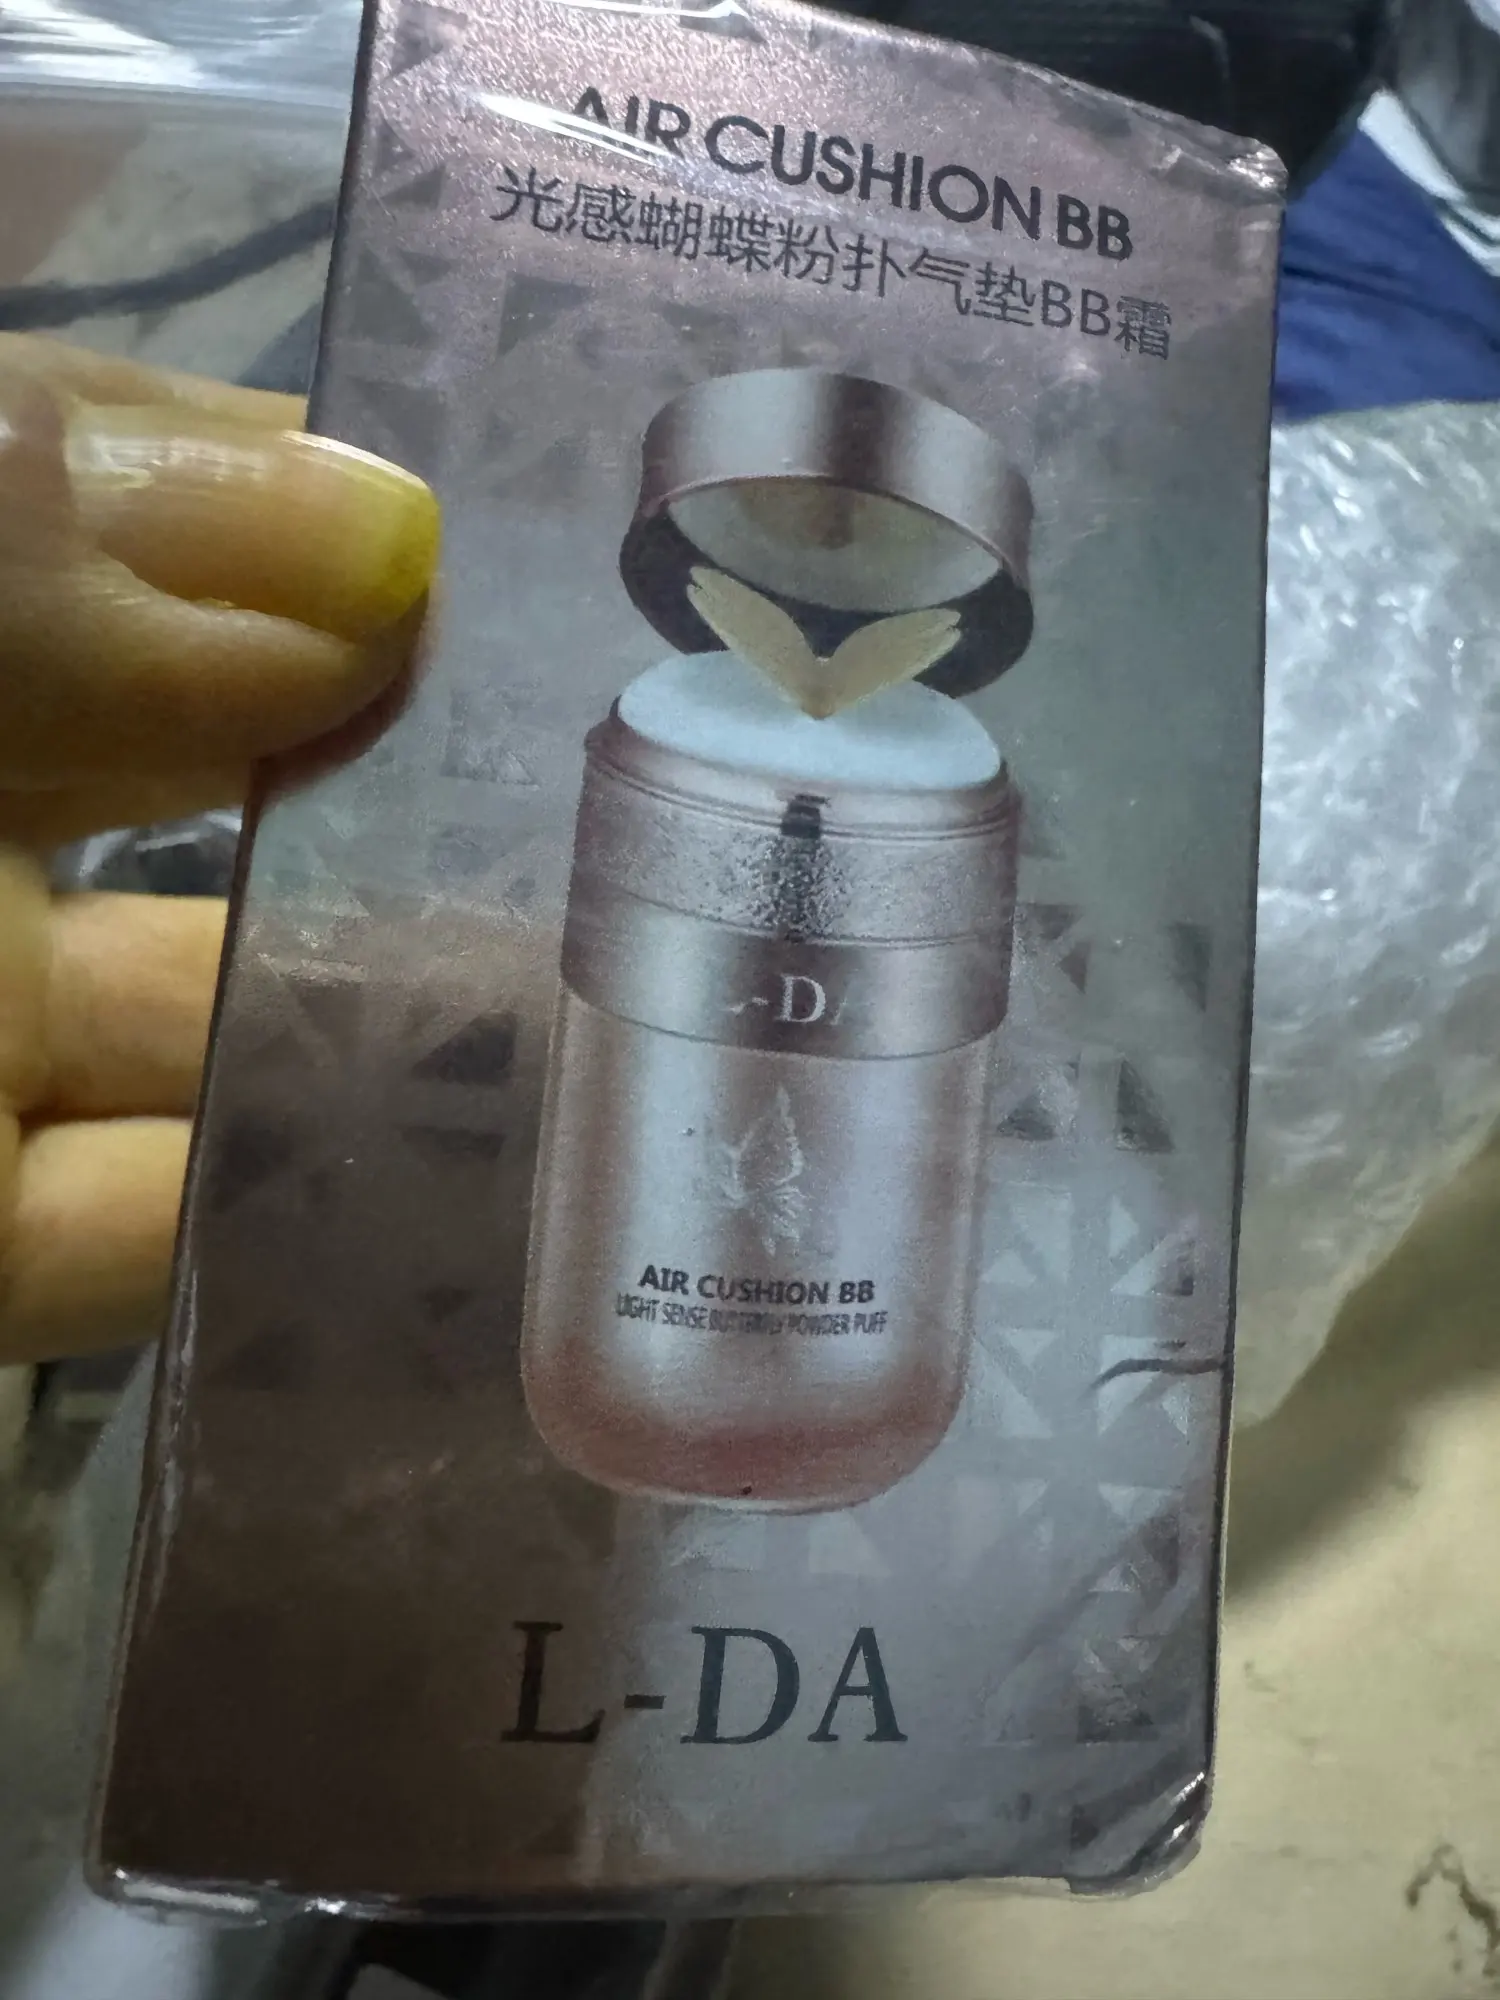 AIR CUSHION BB
光感蝴蝶粉扑气垫BB霜
L-DA
AIR CUSHION BB
LIGHT SENSE BUTTERFLY POWDER PUFF
L-DA